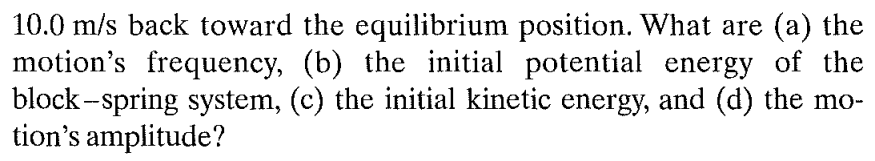 10.0 m/s back toward the equilibrium position. What are (a) the
motion's frequency, (b) the initial potential energy of the
block–spring system, (c) the initial kinetic energy, and (d) the mo-
tion's amplitude?